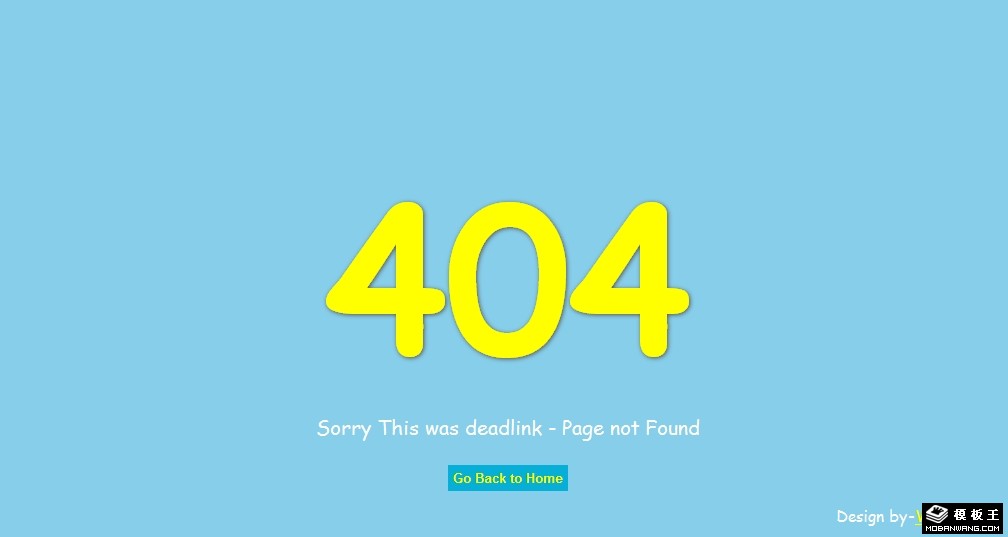 404
Sorry This was deadlink - Page not Found
Go Back to Home
Design by-
模板王
MOBANWANG.COM